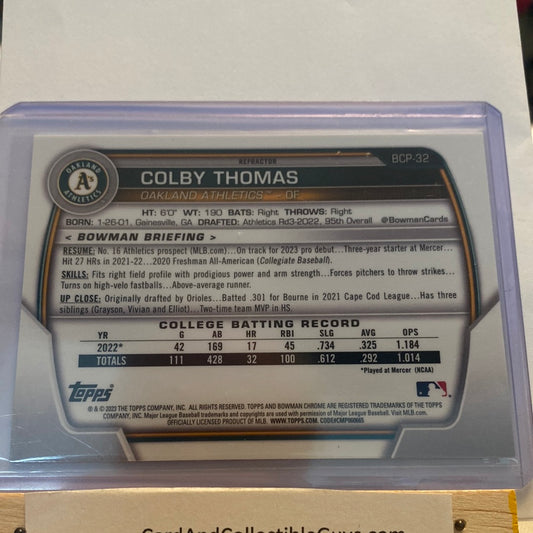 REFRACTOR
BCP-32
OAKLAND
A's
ATHLETICS
COLBY THOMAS
OAKLAND ATHLETICS™ – OF
HT: 6'0" WT: 190 BATS: Right THROWS: Right
BORN: 1-26-01, Gainesville, GA DRAFTED: Athletics Rd3-2022, 95th Overall @BowmanCards
< BOWMAN BRIEFING >
RESUME: No. 16 Athletics prospect (MLB.com)...On track for 2023 pro debut...Three-year starter at Mercer...
Hit 27 HRs in 2021-22...2020 Freshman All-American (Collegiate Baseball).
SKILLS: Fits right field profile with prodigious power and arm strength...Forces pitchers to throw strikes...
Turns on high-velo fastballs...Above-average runner.
UP CLOSE: Originally drafted by Orioles...Batted .301 for Bourne in 2021 Cape Cod League...Has three
siblings (Grayson, Vivian and Elliot)...Two-time team MVP in HS.
COLLEGE BATTING RECORD
YR G AB HR RBI SLG AVG OPS
2022* 42 169 17 45 .734 .325 1.184
TOTALS 111 428 32 100 .612 .292 1.014
*Played at Mercer (NCAA)
Topps
® & © 2023 THE TOPPS COMPANY, INC. ALL RIGHTS RESERVED. TOPPS AND BOWMAN CHROME ARE REGISTERED TRADEMARKS OF THE TOPPS
COMPANY, INC. Major League Baseball trademarks and copyrights are used with permission of Major League Baseball. Visit MLB.com.
OFFICIALLY LICENSED PRODUCT OF MLB. WWW.TOPPS.COM. CODE#CMP060665
CardAndCollectibleGuys.com